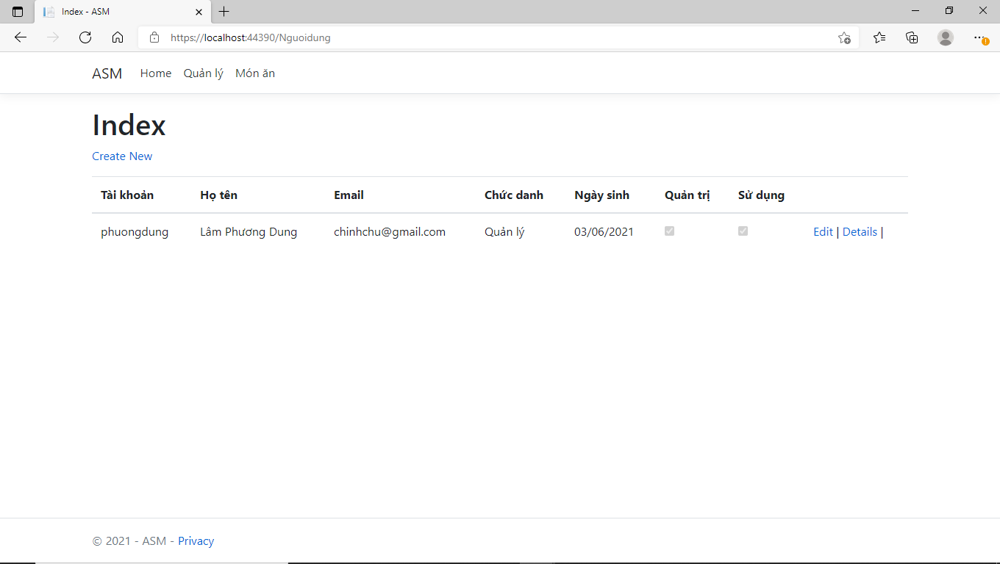 Index - ASM
https://localhost:44390/Nguoidung
ASM Home Quản lý Món ăn
Index
Create New
Tài khoản Họ tên Email Chức danh Ngày sinh Quản trị Sử dụng
phuongdung Lâm Phương Dung chinhchu@gmail.com Quản lý 03/06/2021 Edit | Details |
© 2021 - ASM - Privacy